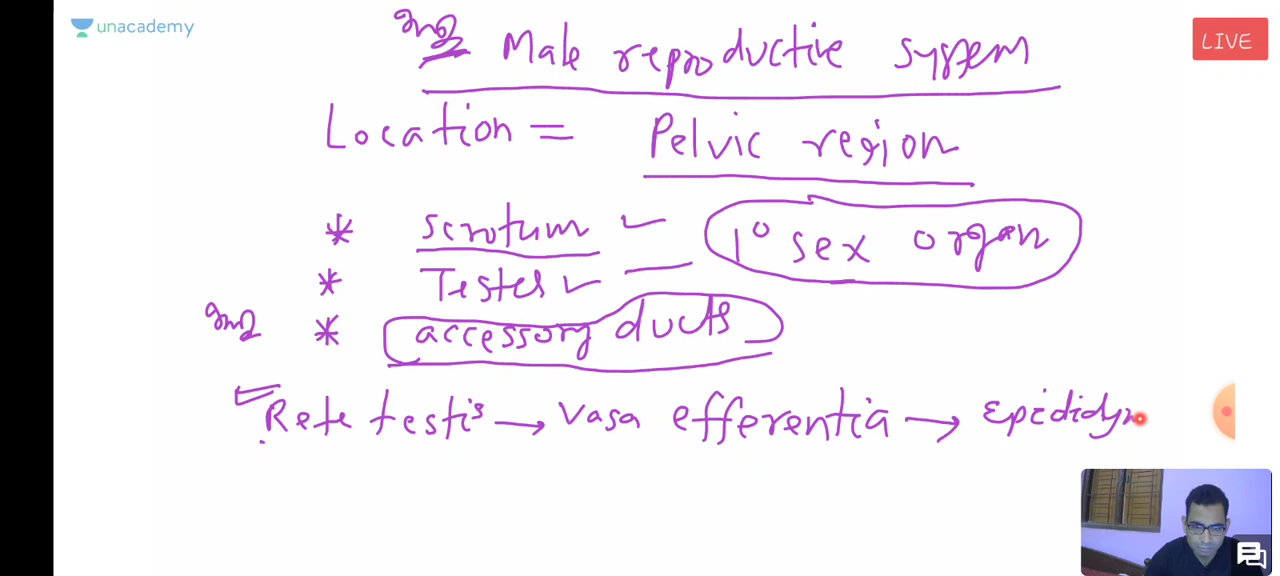 unacademy
LIVE
Male reproductive system
Location = Pelvic region
* scrotum
1° sex organ
* Testes
* accessory ducts
Rete testis → Vasa efferentia → Epididym